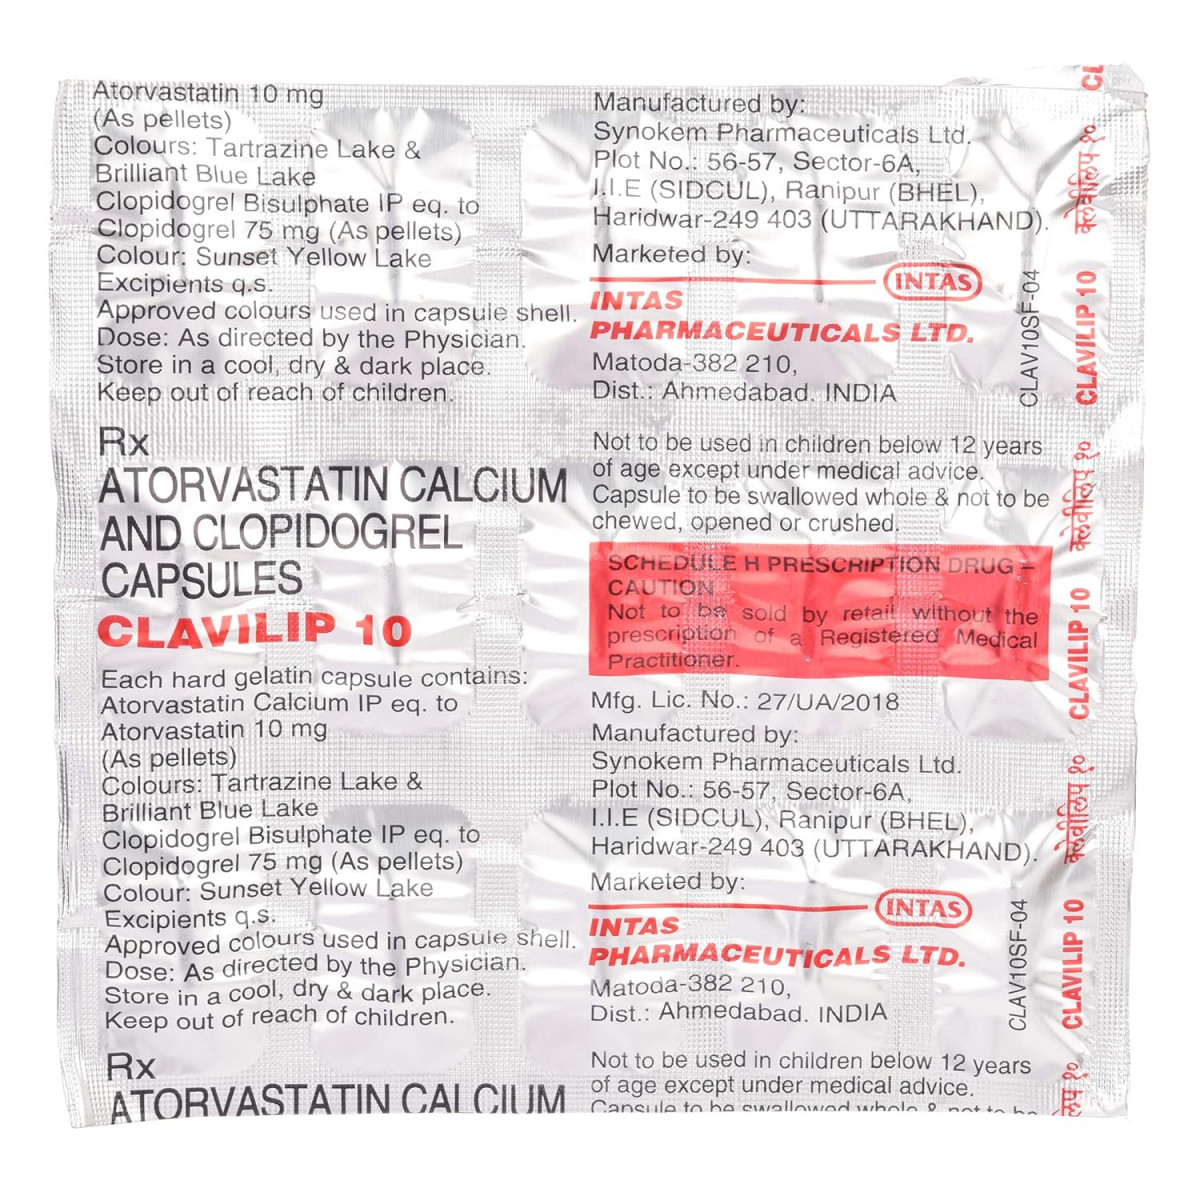 Atorvastatin 10 mg
(As pellets)
Colours: Tartrazine Lake &
Brilliant Blue Lake
Clopidogrel Bisulphate IP eq. to
Clopidogrel 75 mg (As pellets)
Colour: Sunset Yellow Lake
Excipients q.s.
Approved colours used in capsule shell.
Dose: As directed by the Physician.
Store in a cool, dry & dark place.
Keep out of reach of children.
Rx
ATORVASTATIN CALCIUM
AND CLOPIDOGREL
CAPSULES
CLAVILIP 10
Each hard gelatin capsule contains:
Atorvastatin Calcium IP eq. to
Atorvastatin 10 mg
(As pellets)
Colours: Tartrazine Lake &
Brilliant Blue Lake
Clopidogrel Bisulphate IP eq. to
Clopidogrel 75 mg (As pellets)
Colour: Sunset Yellow Lake
Excipients q.s.
Approved colours used in capsule shell.
Dose: As directed by the Physician.
Store in a cool, dry & dark place.
Keep out of reach of children.
Rx
ATORVASTATIN CALCIUM
Manufactured by:
Synokem Pharmaceuticals Ltd.
Plot No.: 56-57, Sector-6A,
I.I.E (SIDCUL), Ranipur (BHEL),
Haridwar-249 403 (UTTARAKHAND).
Marketed by:
INTAS
INTAS
PHARMACEUTICALS LTD.
Matoda-382 210,
Dist.: Ahmedabad. INDIA
Not to be used in children below 12 years
of age except under medical advice.
Capsule to be swallowed whole & not to be
chewed, opened or crushed.
SCHEDULE H PRESCRIPTION DRUG –
CAUTION
Not to be sold by retail without the
prescription of a Registered Medical
Practitioner.
Mfg. Lic. No.: 27/UA/2018
Manufactured by:
Synokem Pharmaceuticals Ltd.
Plot No.: 56-57, Sector-6A,
I.I.E (SIDCUL), Ranipur (BHEL),
Haridwar-249 403 (UTTARAKHAND).
Marketed by:
INTAS
INTAS
PHARMACEUTICALS LTD.
Matoda-382 210,
Dist.: Ahmedabad. INDIA
Not to be used in children below 12 years
of age except under medical advice.
Capsule to be swallowed whole & not to be
CLAV10SF-04
CLAV10SF-04
क्लेवीलिप १०
CLAVILIP 10
क्लेवीलिप १०
CLAVILIP 10
क्लेवीलिप १०
CLAVILIP 10